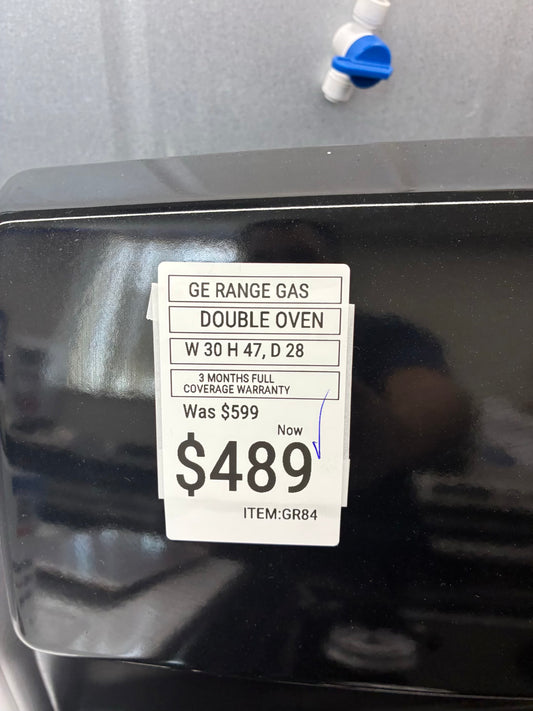 GE RANGE GAS
DOUBLE OVEN
W 30 H 47, D 28
3 MONTHS FULL
COVERAGE WARRANTY
Was $599
Now
$489
ITEM:GR84